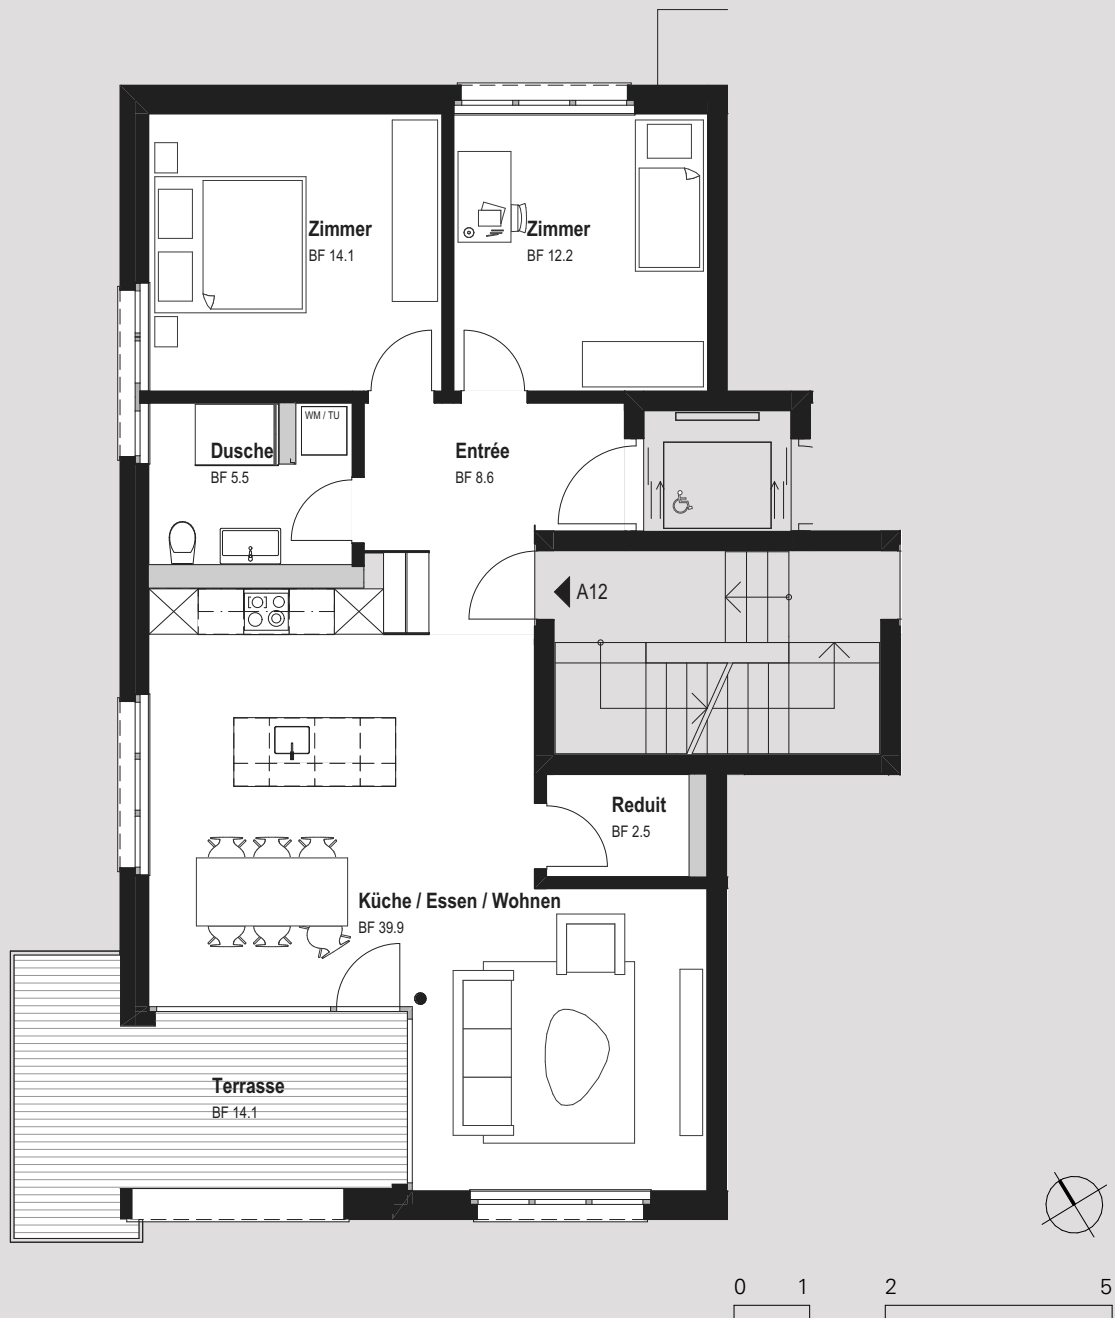 Zimmer
BF 14.1
Zimmer
BF 12.2
WM / TU
Dusche
BF 5.5
Entrée
BF 8.6
A12
Reduit
BF 2.5
Küche / Essen / Wohnen
BF 39.9
Terrasse
BF 14.1
0 1 2 5